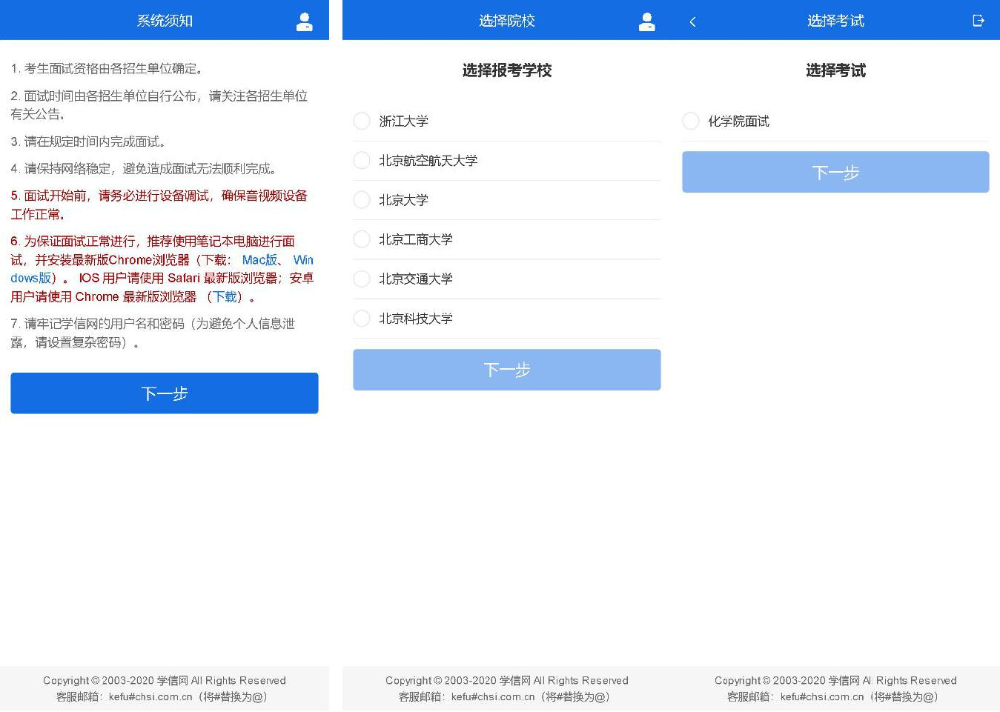 系统须知
1. 考生面试资格由各招生单位确定。
2. 面试时间由各招生单位自行公布，请关注各招生单位
有关公告。
3. 请在规定时间内完成面试。
4. 请保持网络稳定，避免造成面试无法顺利完成。
5. 面试开始前，请务必进行设备调试，确保音视频设备
工作正常。
6. 为保证面试正常进行，推荐使用笔记本电脑进行面
试，并安装最新版Chrome浏览器（下载： Mac版、 Win
dows版）。 IOS 用户请使用 Safari 最新版浏览器；安卓
用户请使用 Chrome 最新版浏览器 （下载）。
7. 请牢记学信网的用户名和密码（为避免个人信息泄
露，请设置复杂密码）。
下一步
Copyright © 2003-2020 学信网 All Rights Reserved
客服邮箱：kefu#chsi.com.cn（将#替换为@）
选择院校
选择报考学校
浙江大学
北京航空航天大学
北京大学
北京工商大学
北京交通大学
北京科技大学
下一步
Copyright © 2003-2020 学信网 All Rights Reserved
客服邮箱：kefu#chsi.com.cn（将#替换为@）
选择考试
选择考试
化学院面试
下一步
Copyright © 2003-2020 学信网 All Rights Reserved
客服邮箱：kefu#chsi.com.cn（将#替换为@）